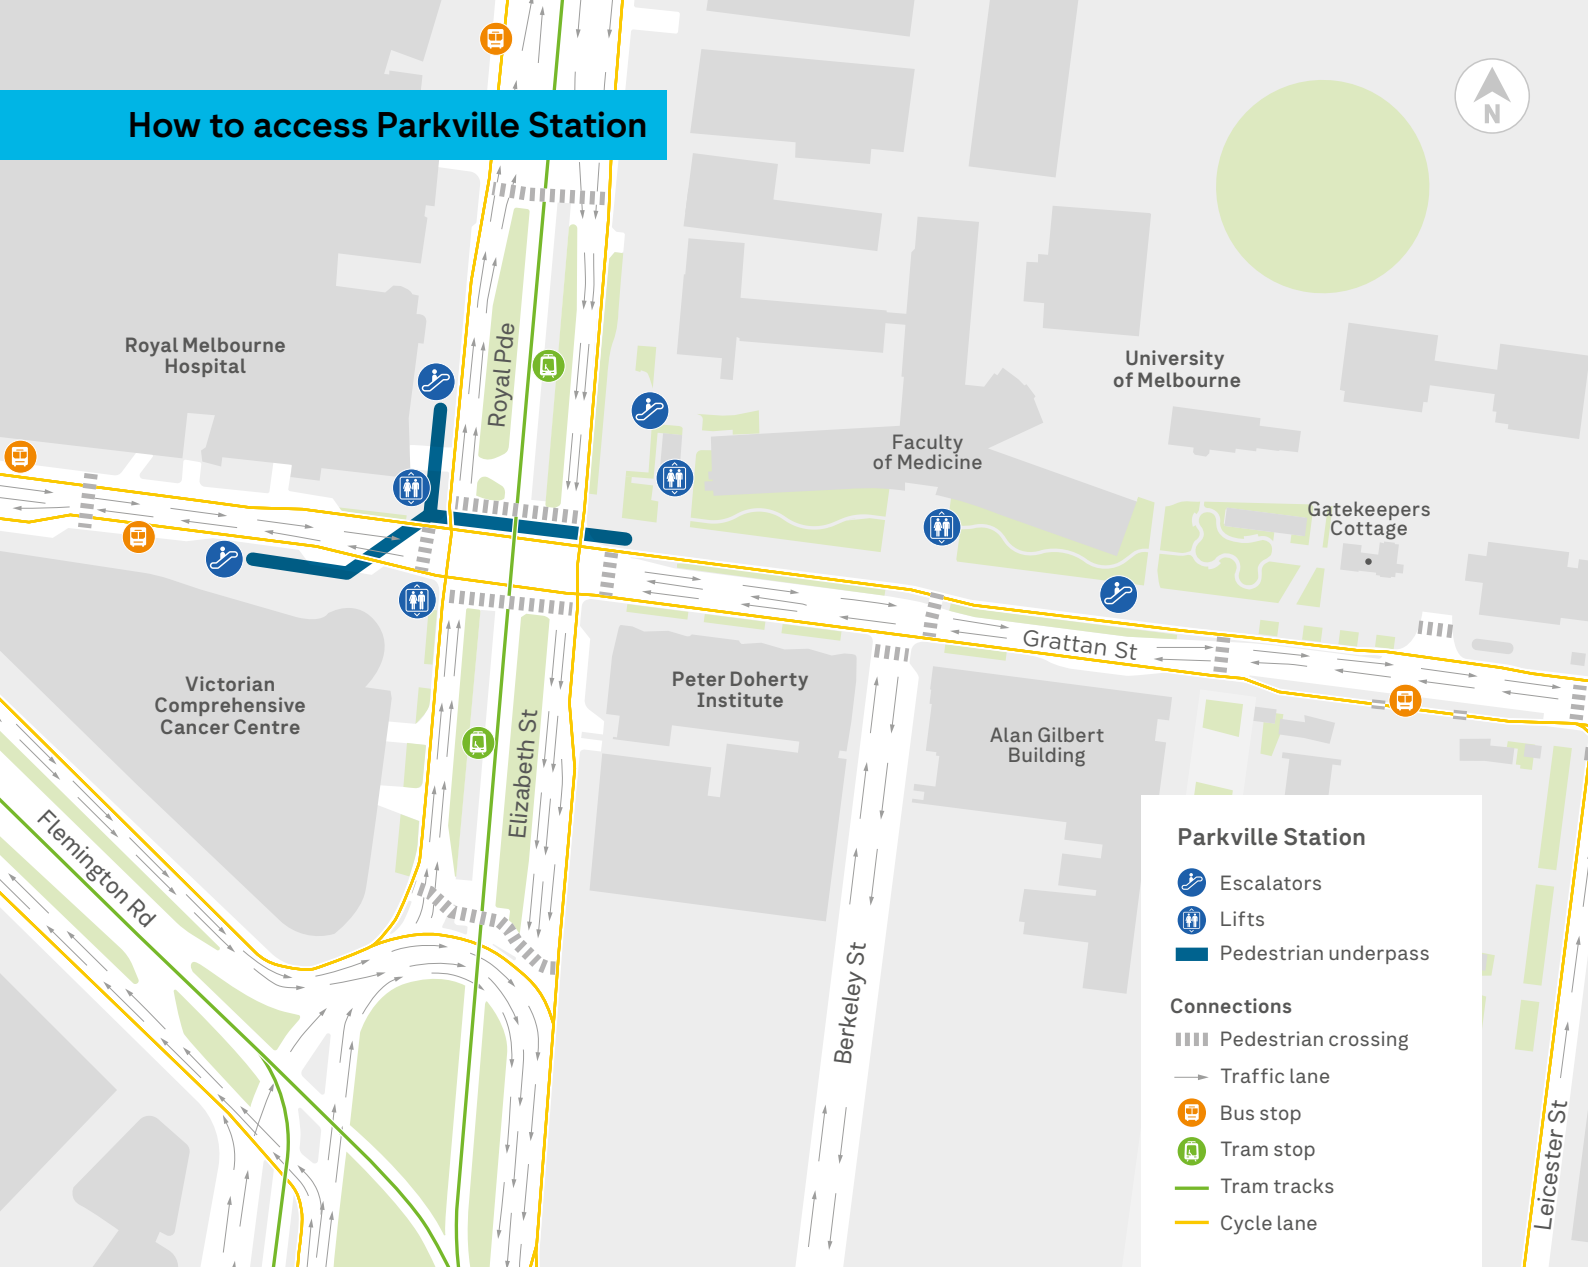 How to access Parkville Station
N
Royal Melbourne
Hospital
Royal Pde
University
of Melbourne
Faculty
of Medicine
Gatekeepers
Cottage
Grattan St
Victorian
Comprehensive
Cancer Centre
Peter Doherty
Institute
Elizabeth St
Alan Gilbert
Building
Flemington Rd
Berkeley St
Leicester St
Parkville Station
Escalators
Lifts
Pedestrian underpass
Connections
Pedestrian crossing
Traffic lane
Bus stop
Tram stop
Tram tracks
Cycle lane